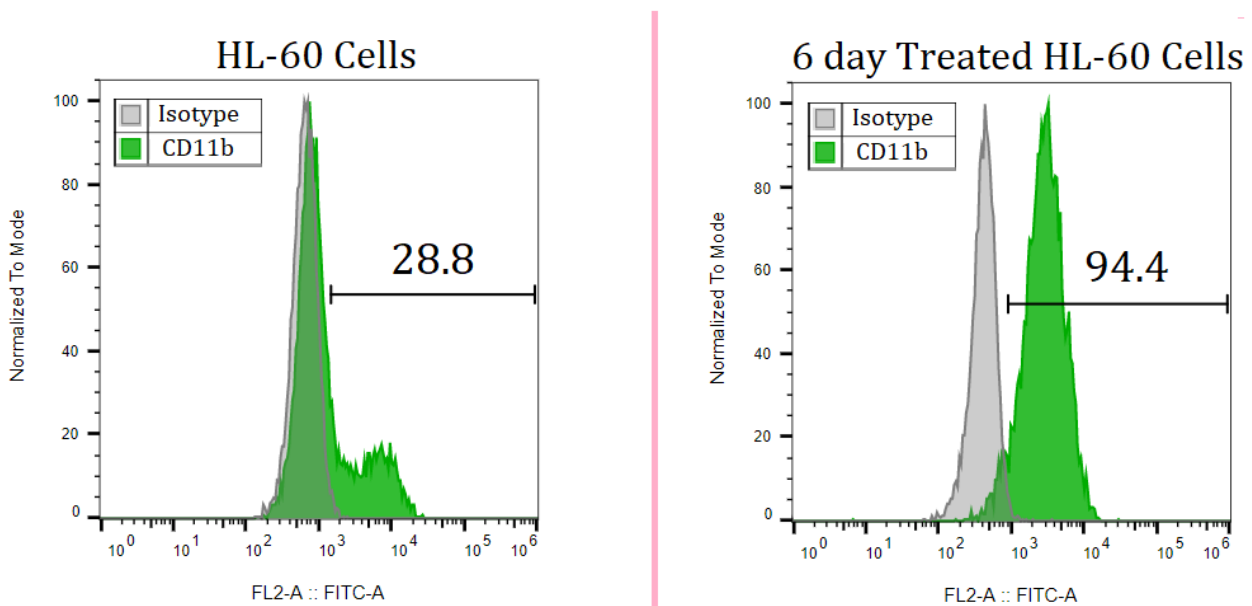 HL-60 Cells
Isotype
CD11b
28.8
Normalized To Mode
100
80
60
40
20
0
10^0 10^1 10^2 10^3 10^4 10^5 10^6
FL2-A :: FITC-A
6 day Treated HL-60 Cells
Isotype
CD11b
94.4
Normalized To Mode
100
80
60
40
20
0
10^0 10^1 10^2 10^3 10^4 10^5 10^6
FL2-A :: FITC-A